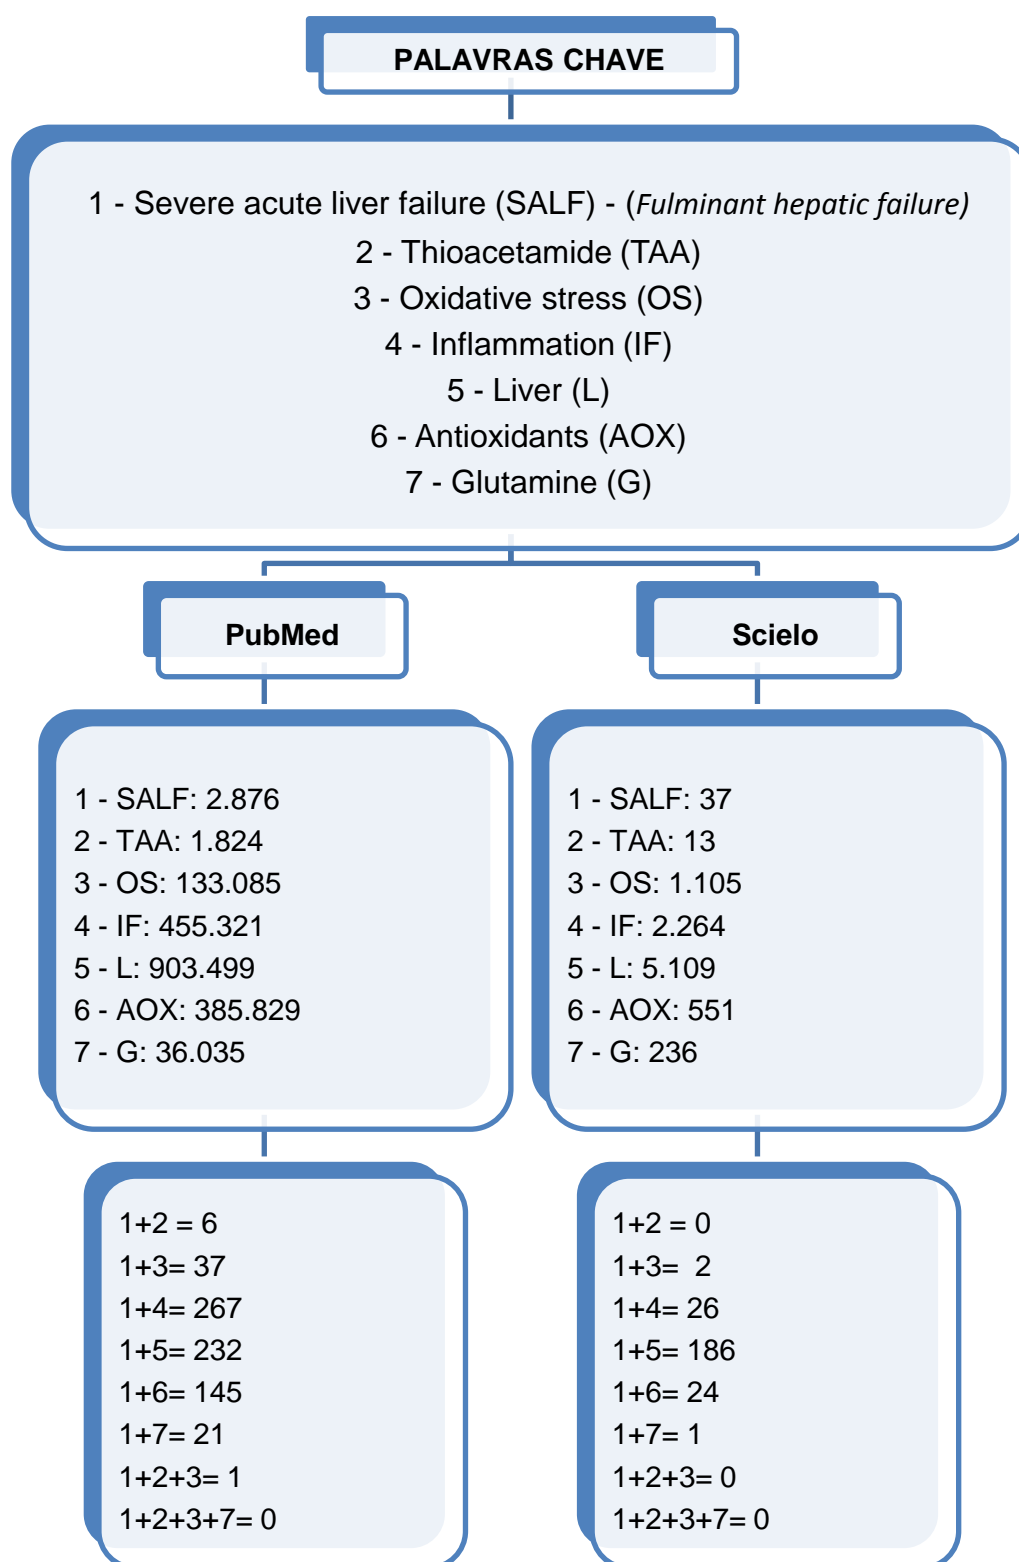 PALAVRAS CHAVE
1 - Severe acute liver failure (SALF) - (Fulminant hepatic failure)
2 - Thioacetamide (TAA)
3 - Oxidative stress (OS)
4 - Inflammation (IF)
5 - Liver (L)
6 - Antioxidants (AOX)
7 - Glutamine (G)
PubMed
1 - SALF: 2.876
2 - TAA: 1.824
3 - OS: 133.085
4 - IF: 455.321
5 - L: 903.499
6 - AOX: 385.829
7 - G: 36.035
1+2 = 6
1+3= 37
1+4= 267
1+5= 232
1+6= 145
1+7= 21
1+2+3= 1
1+2+3+7= 0
Scielo
1 - SALF: 37
2 - TAA: 13
3 - OS: 1.105
4 - IF: 2.264
5 - L: 5.109
6 - AOX: 551
7 - G: 236
1+2 = 0
1+3=  2
1+4= 26
1+5= 186
1+6= 24
1+7= 1
1+2+3= 0
1+2+3+7= 0